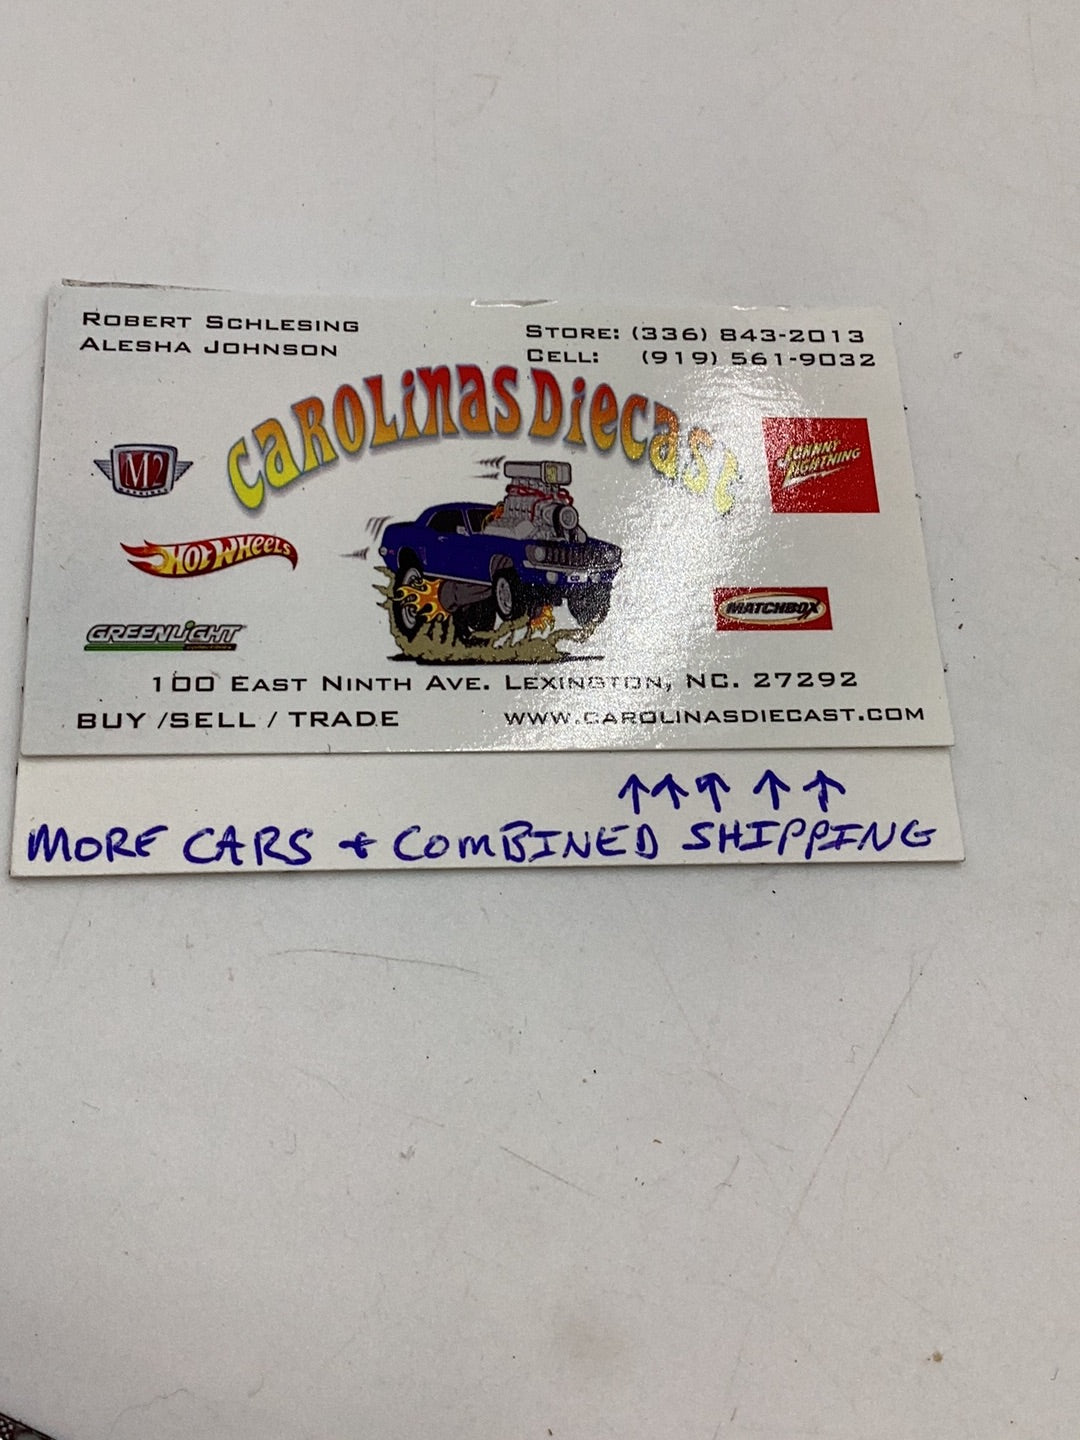 ROBERT SCHLESING
ALESHA JOHNSON
STORE: (336) 843-2013
CELL: (919) 561-9032
CAROLINAS DIECAST
M2
HOT WHEELS
GREENLIGHT
JOHNNY
LIGHTNING
MATCHBOX
100 EAST NINTH AVE. LEXINGTON, NC. 27292
BUY /SELL / TRADE
WWW.CAROLINASDIECAST.COM
↑↑↑ ↑ ↑
MORE CARS + COMBINED SHIPPING